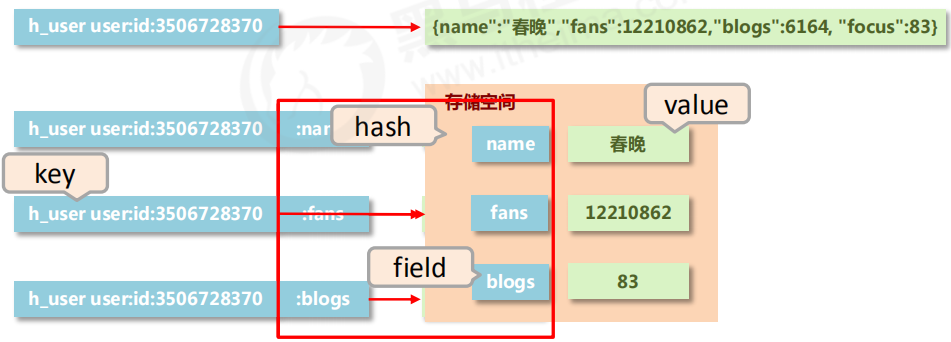 h_user user:id:3506728370
{name":"春晚","fans":12210862,"blogs":6164, "focus":83}
存储空间
h_user user:id:3506728370 :nam
hash
value
name 春晚
key
h_user user:id:3506728370 :fans
fans 12210862
field
h_user user:id:3506728370 :blogs
blogs 83